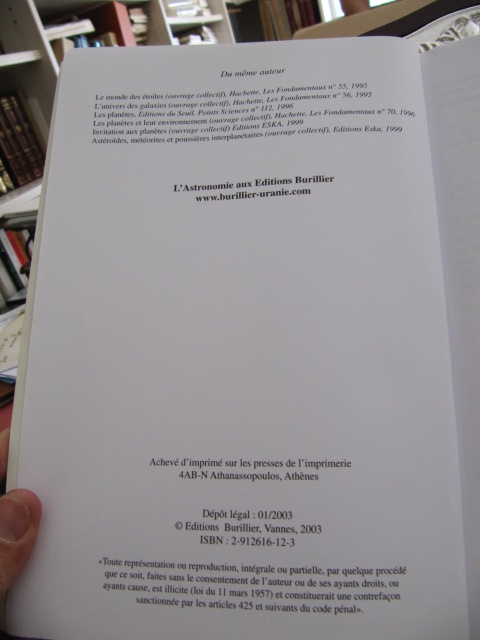 Du même auteur
Le monde des étoiles (ouvrage collectif), Hachette, Les Fondamentaux n° 55, 1995
L'univers des galaxies (ouvrage collectif), Hachette, Les Fondamentaux n° 56, 1995
Les planètes, Editions du Seuil, Points Sciences n° 112, 1996
Les planètes et leur environnement (ouvrage collectif), Hachette, Les Fondamentaux n° 70, 1996
Invitation aux planètes (ouvrage collectif) Editions ESKA, 1999
Astéroïdes, météorites et poussières interplanétaires (ouvrage collectif), Editions Eska, 1999
L'Astronomie aux Editions Burillier
www.burillier-uranie.com
Achevé d'imprimé sur les presses de l'imprimerie
4AB-N Athanassopoulos, Athènes
Dépôt légal : 01/2003
© Editions Burillier, Vannes, 2003
ISBN : 2-912616-12-3
«Toute représentation ou reproduction, intégrale ou partielle, par quelque procédé
que ce soit, faites sans le consentement de l'auteur ou de ses ayants droits, ou
ayants cause, est illicite (loi du 11 mars 1957) et constituerait une contrefaçon
sanctionnée par les articles 425 et suivants du code pénal».